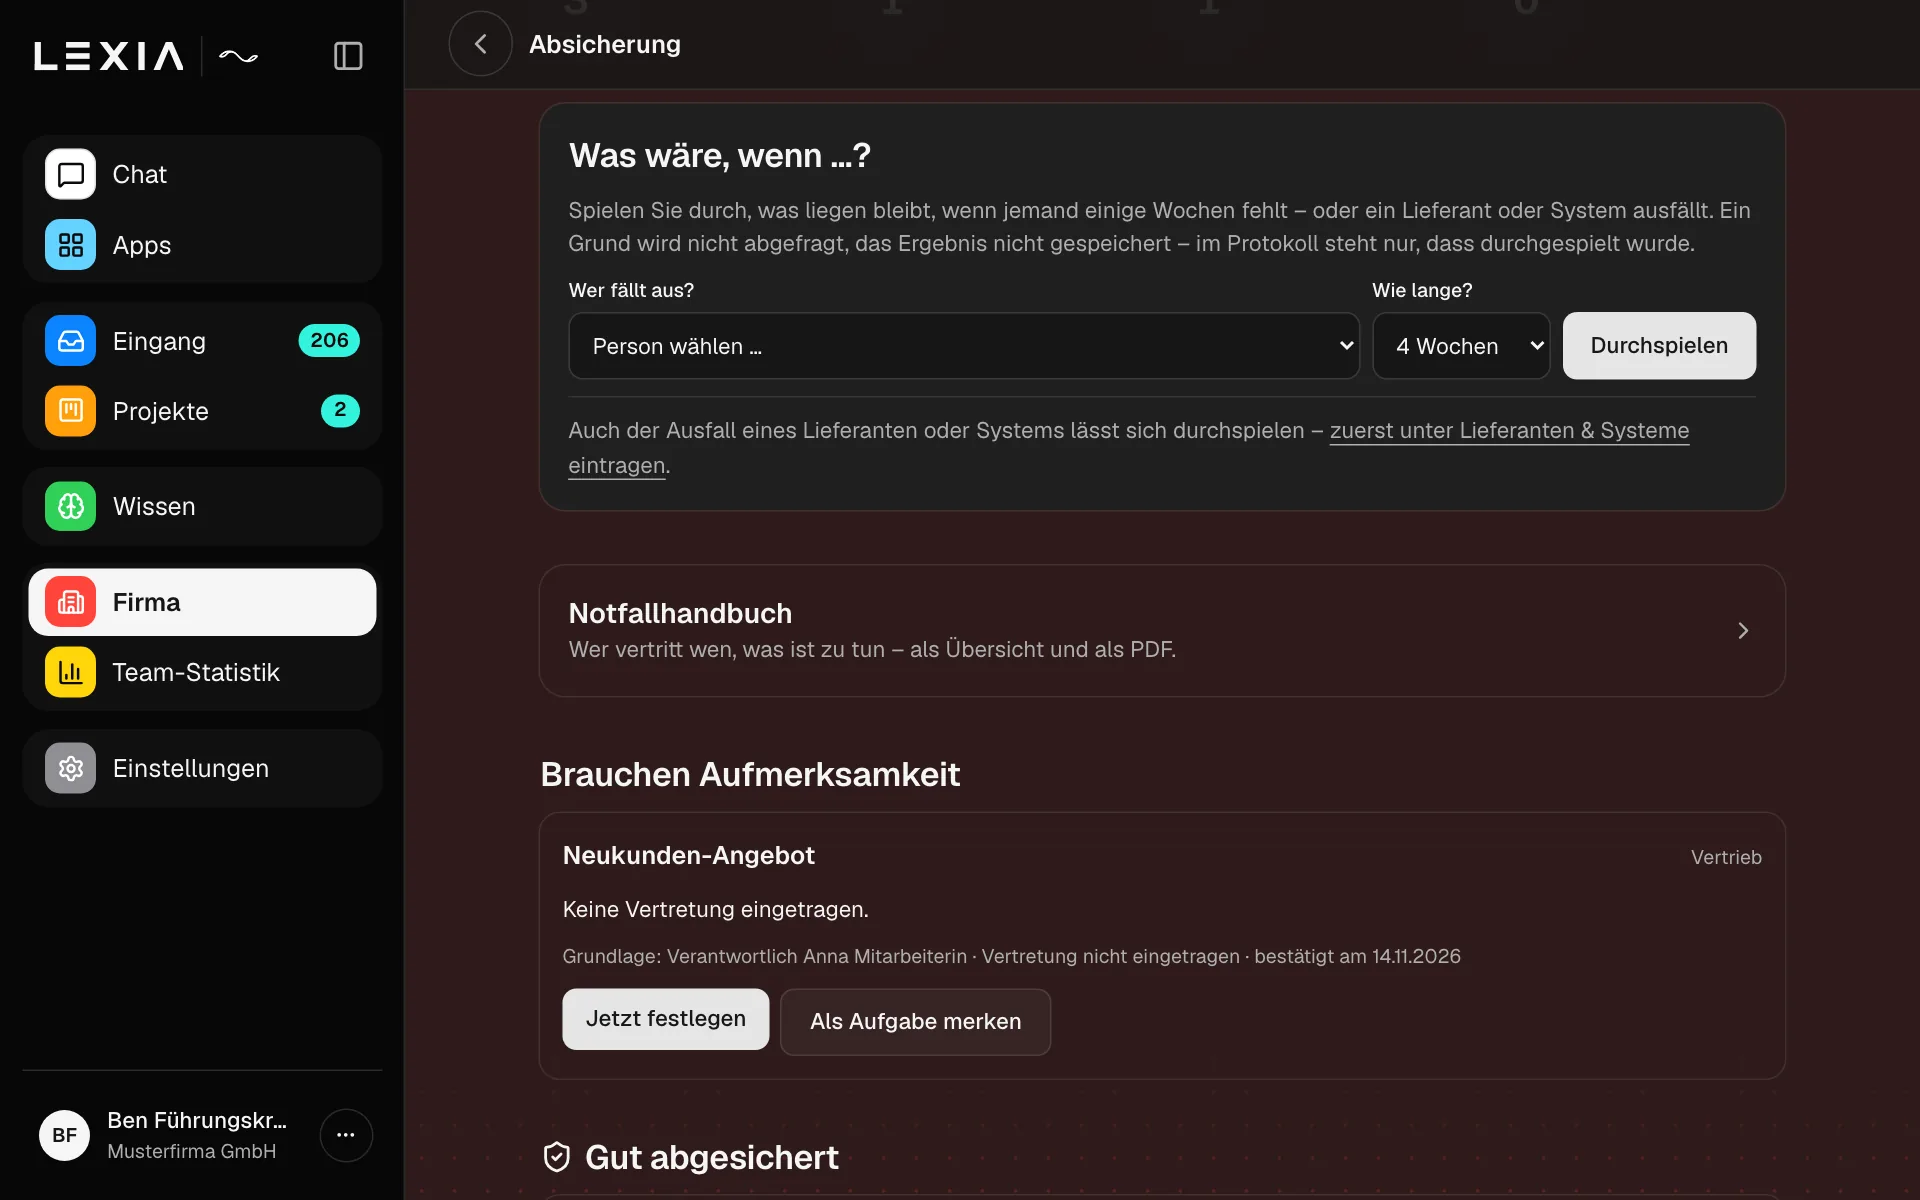 LEXIA
Chat
Apps
Eingang 206
Projekte 2
Wissen
Firma
Team-Statistik
Einstellungen
BF
Ben Führungskr...
Musterfirma GmbH
Absicherung
Was wäre, wenn ...?
Spielen Sie durch, was liegen bleibt, wenn jemand einige Wochen fehlt – oder ein Lieferant oder System ausfällt. Ein
Grund wird nicht abgefragt, das Ergebnis nicht gespeichert – im Protokoll steht nur, dass durchgespielt wurde.
Wer fällt aus? Wie lange?
Person wählen ... 4 Wochen Durchspielen
Auch der Ausfall eines Lieferanten oder Systems lässt sich durchspielen – zuerst unter Lieferanten & Systeme
eintragen.
Notfallhandbuch
Wer vertritt wen, was ist zu tun – als Übersicht und als PDF.
Brauchen Aufmerksamkeit
Neukunden-Angebot Vertrieb
Keine Vertretung eingetragen.
Grundlage: Verantwortlich Anna Mitarbeiterin · Vertretung nicht eingetragen · bestätigt am 14.11.2026
Jetzt festlegen Als Aufgabe merken
Gut abgesichert